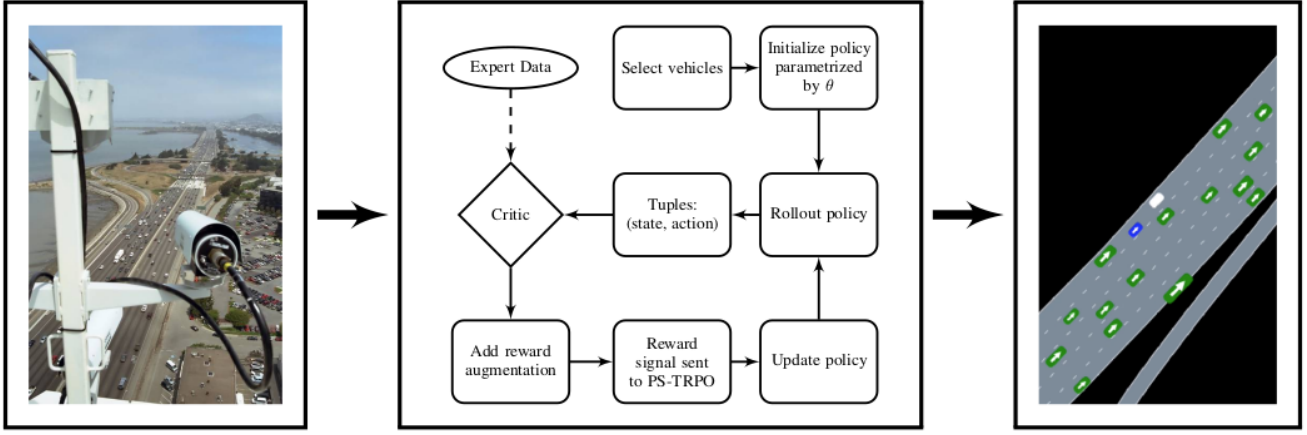 Expert Data
Select vehicles
Initialize policy
parametrized
by θ
Critic
Tuples:
(state, action)
Rollout policy
Add reward
augmentation
Reward
signal sent
to PS-TRPO
Update policy